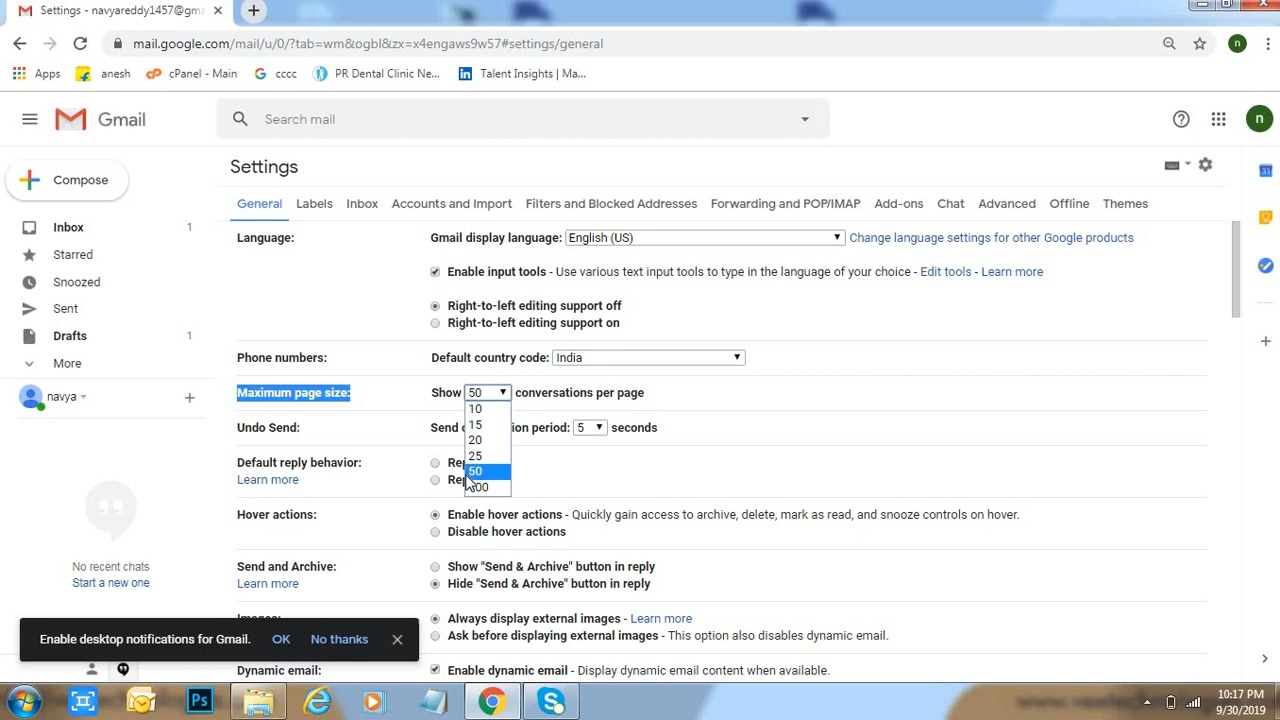 Settings - navyareddy1457@gma
mail.google.com/mail/u/0/?tab=wm&ogbl&zx=x4engaws9w57#settings/general
n
Apps
anesh
cPanel - Main
cccc
PR Dental Clinic Ne...
Talent Insights | Ma...
Gmail
Search mail
n
Compose
Settings
General
Labels
Inbox
Accounts and Import
Filters and Blocked Addresses
Forwarding and POP/IMAP
Add-ons
Chat
Advanced
Offline
Themes
Inbox 1
Starred
Snoozed
Sent
Drafts 1
More
navya
No recent chats
Start a new one
Language:
Gmail display language: English (US) Change language settings for other Google products
Enable input tools - Use various text input tools to type in the language of your choice - Edit tools - Learn more
Right-to-left editing support off
Right-to-left editing support on
Phone numbers:
Default country code: India
Maximum page size:
Show 50 conversations per page
10
15
20
25
50
00
Undo Send:
Send c ion period: 5 seconds
Default reply behavior:
Learn more
Rep
Rep
Hover actions:
Enable hover actions - Quickly gain access to archive, delete, mark as read, and snooze controls on hover.
Disable hover actions
Send and Archive:
Learn more
Show "Send & Archive" button in reply
Hide "Send & Archive" button in reply
Images:
Always display external images - Learn more
Ask before displaying external images - This option also disables dynamic email.
Dynamic email:
Enable dynamic email - Display dynamic email content when available.
Enable desktop notifications for Gmail. OK No thanks
Ps
10:17 PM
9/30/2019